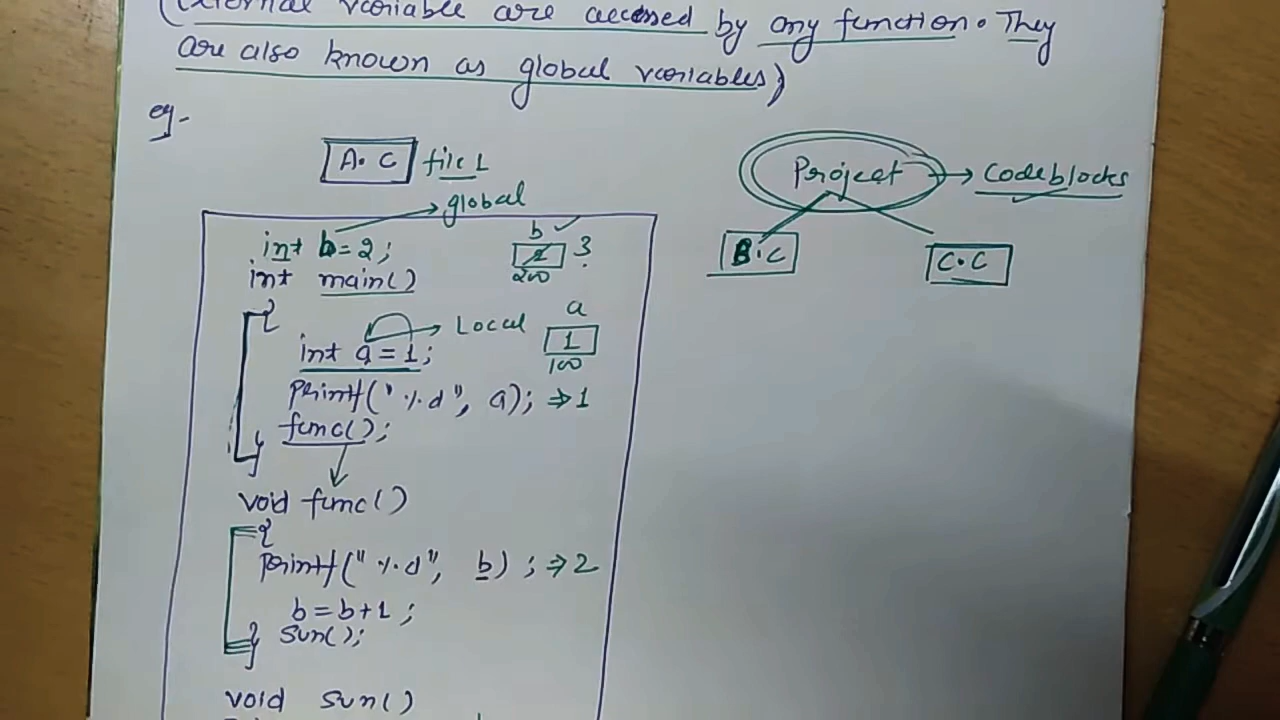 (External variable are accessed by any function. They
are also known as global variables)
eg-
A.C file 1
global
int b=2;
int main()
{
int a=1;
Local
printf("%d", a); ⇒1
func();
}
void func()
{
printf("%d", b); ⇒2
b=b+1;
sun();
}
void sun()
b ✓
2 3
200
a
1
100
Project → Codeblocks
B.C
C.C